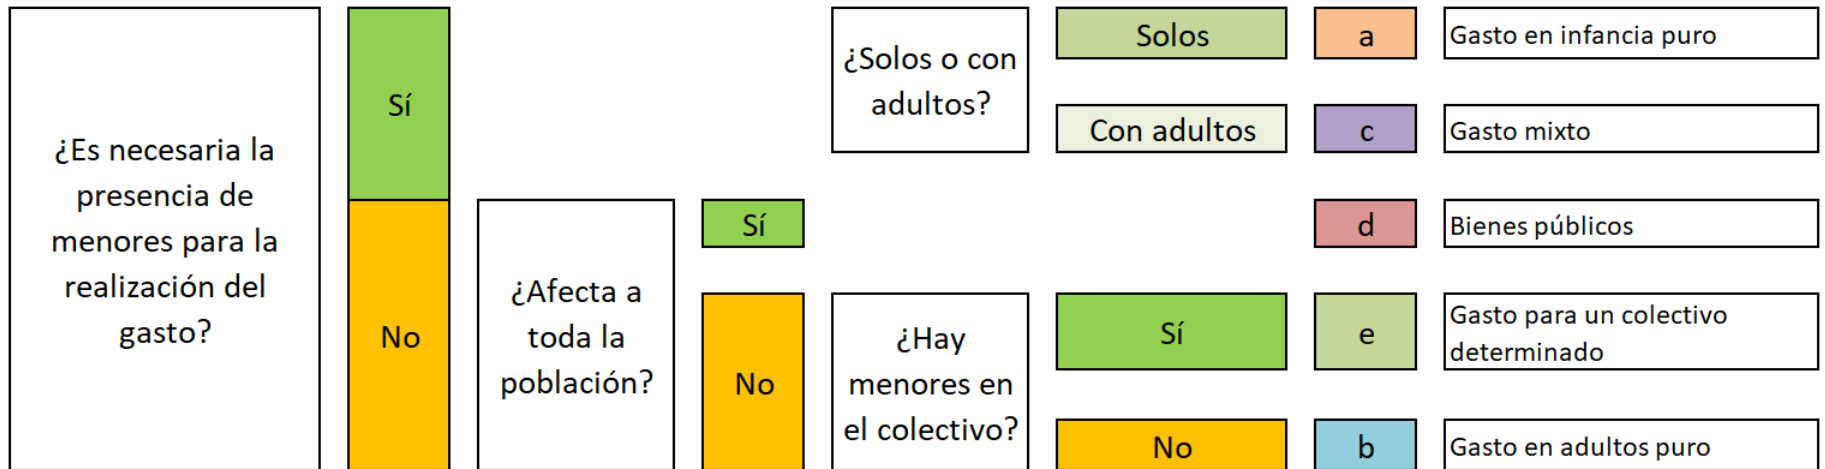 ¿Es necesaria la
presencia de
menores para la
realización del
gasto?
Sí
No
¿Afecta a
toda la
población?
Sí
No
¿Solos o con
adultos?
Solos
a
Gasto en infancia puro
Con adultos
c
Gasto mixto
d
Bienes públicos
¿Hay
menores en
el colectivo?
Sí
e
Gasto para un colectivo
determinado
No
b
Gasto en adultos puro